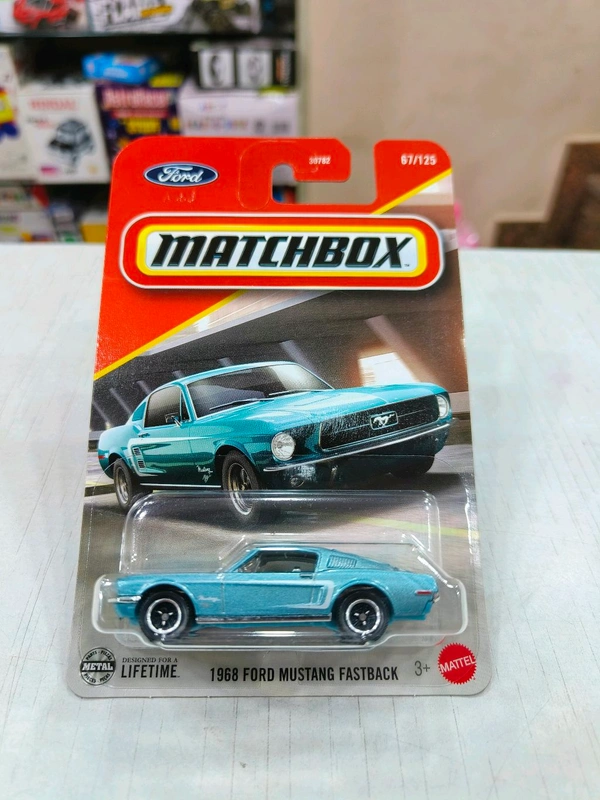 Ford
30782
67/125
MATCHBOX
METAL
DESIGNED FOR A
LIFETIME
1968 FORD MUSTANG FASTBACK
3+
MATTEL